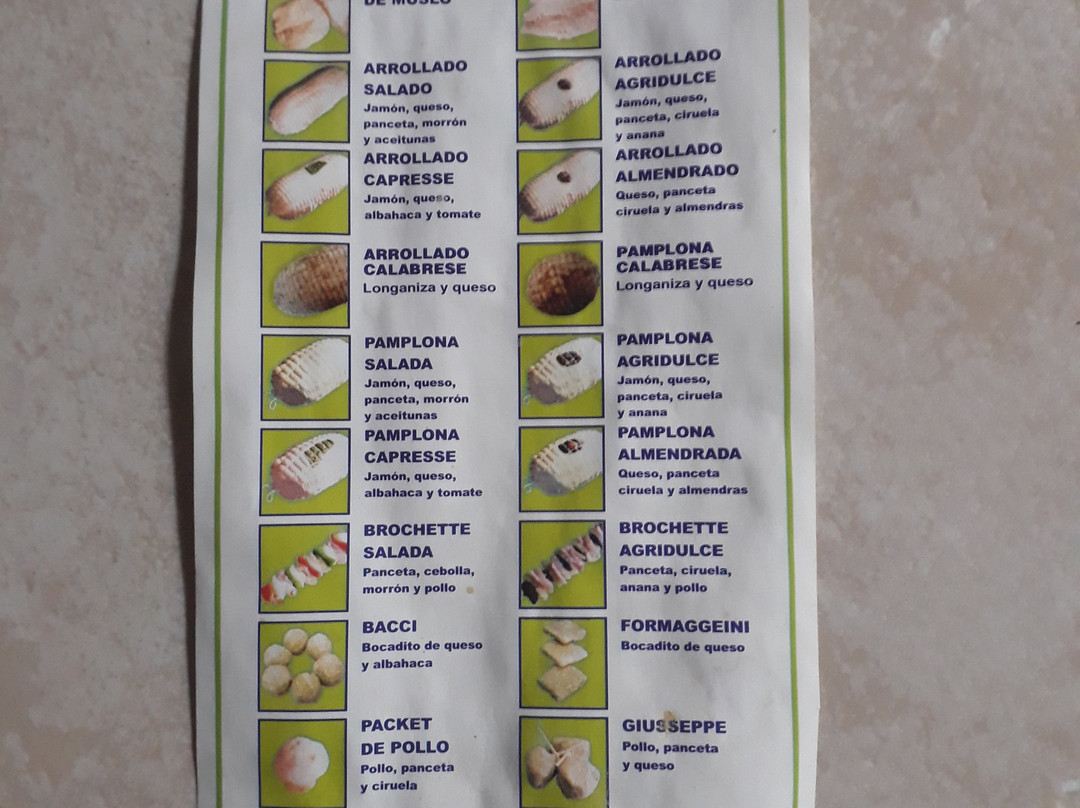 DE MUSLO
ARROLLADO
SALADO
Jamón, queso,
panceta, morrón
y aceitunas
ARROLLADO
CAPRESSE
Jamón, queso,
albahaca y tomate
ARROLLADO
CALABRESE
Longaniza y queso
PAMPLONA
SALADA
Jamón, queso,
panceta, morrón
y aceitunas
PAMPLONA
CAPRESSE
Jamón, queso,
albahaca y tomate
BROCHETTE
SALADA
Panceta, cebolla,
morrón y pollo
BACCI
Bocadito de queso
y albahaca
PACKET
DE POLLO
Pollo, panceta
y ciruela
ARROLLADO
AGRIDULCE
Jamón, queso,
panceta, ciruela
y anana
ARROLLADO
ALMENDRADO
Queso, panceta
ciruela y almendras
PAMPLONA
CALABRESE
Longaniza y queso
PAMPLONA
AGRIDULCE
Jamón, queso,
panceta, ciruela
y anana
PAMPLONA
ALMENDRADA
Queso, panceta
ciruela y almendras
BROCHETTE
AGRIDULCE
Panceta, ciruela,
anana y pollo
FORMAGGEINI
Bocadito de queso
GIUSSEPPE
Pollo, panceta
y queso